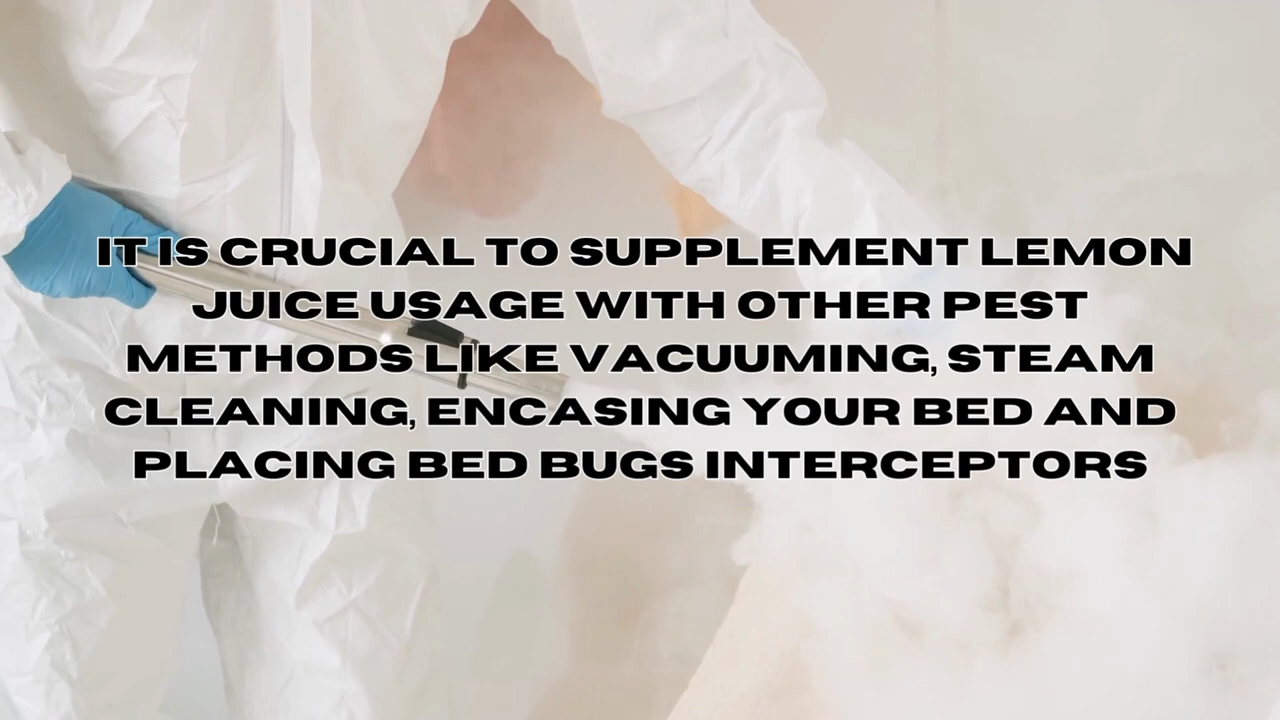 IT IS CRUCIAL TO SUPPLEMENT LEMON
JUICE USAGE WITH OTHER PEST
METHODS LIKE VACUUMING, STEAM
CLEANING, ENCASING YOUR BED AND
PLACING BED BUGS INTERCEPTORS